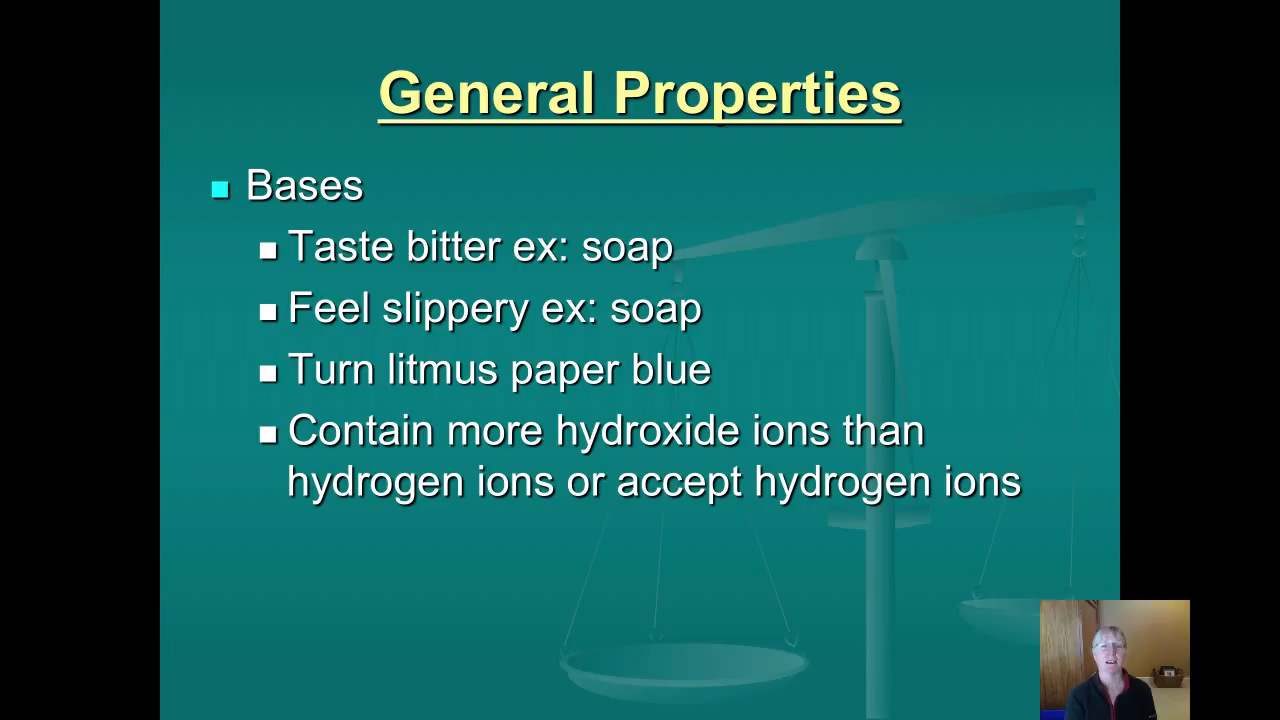 General Properties
Bases
Taste bitter ex: soap
Feel slippery ex: soap
Turn litmus paper blue
Contain more hydroxide ions than
hydrogen ions or accept hydrogen ions